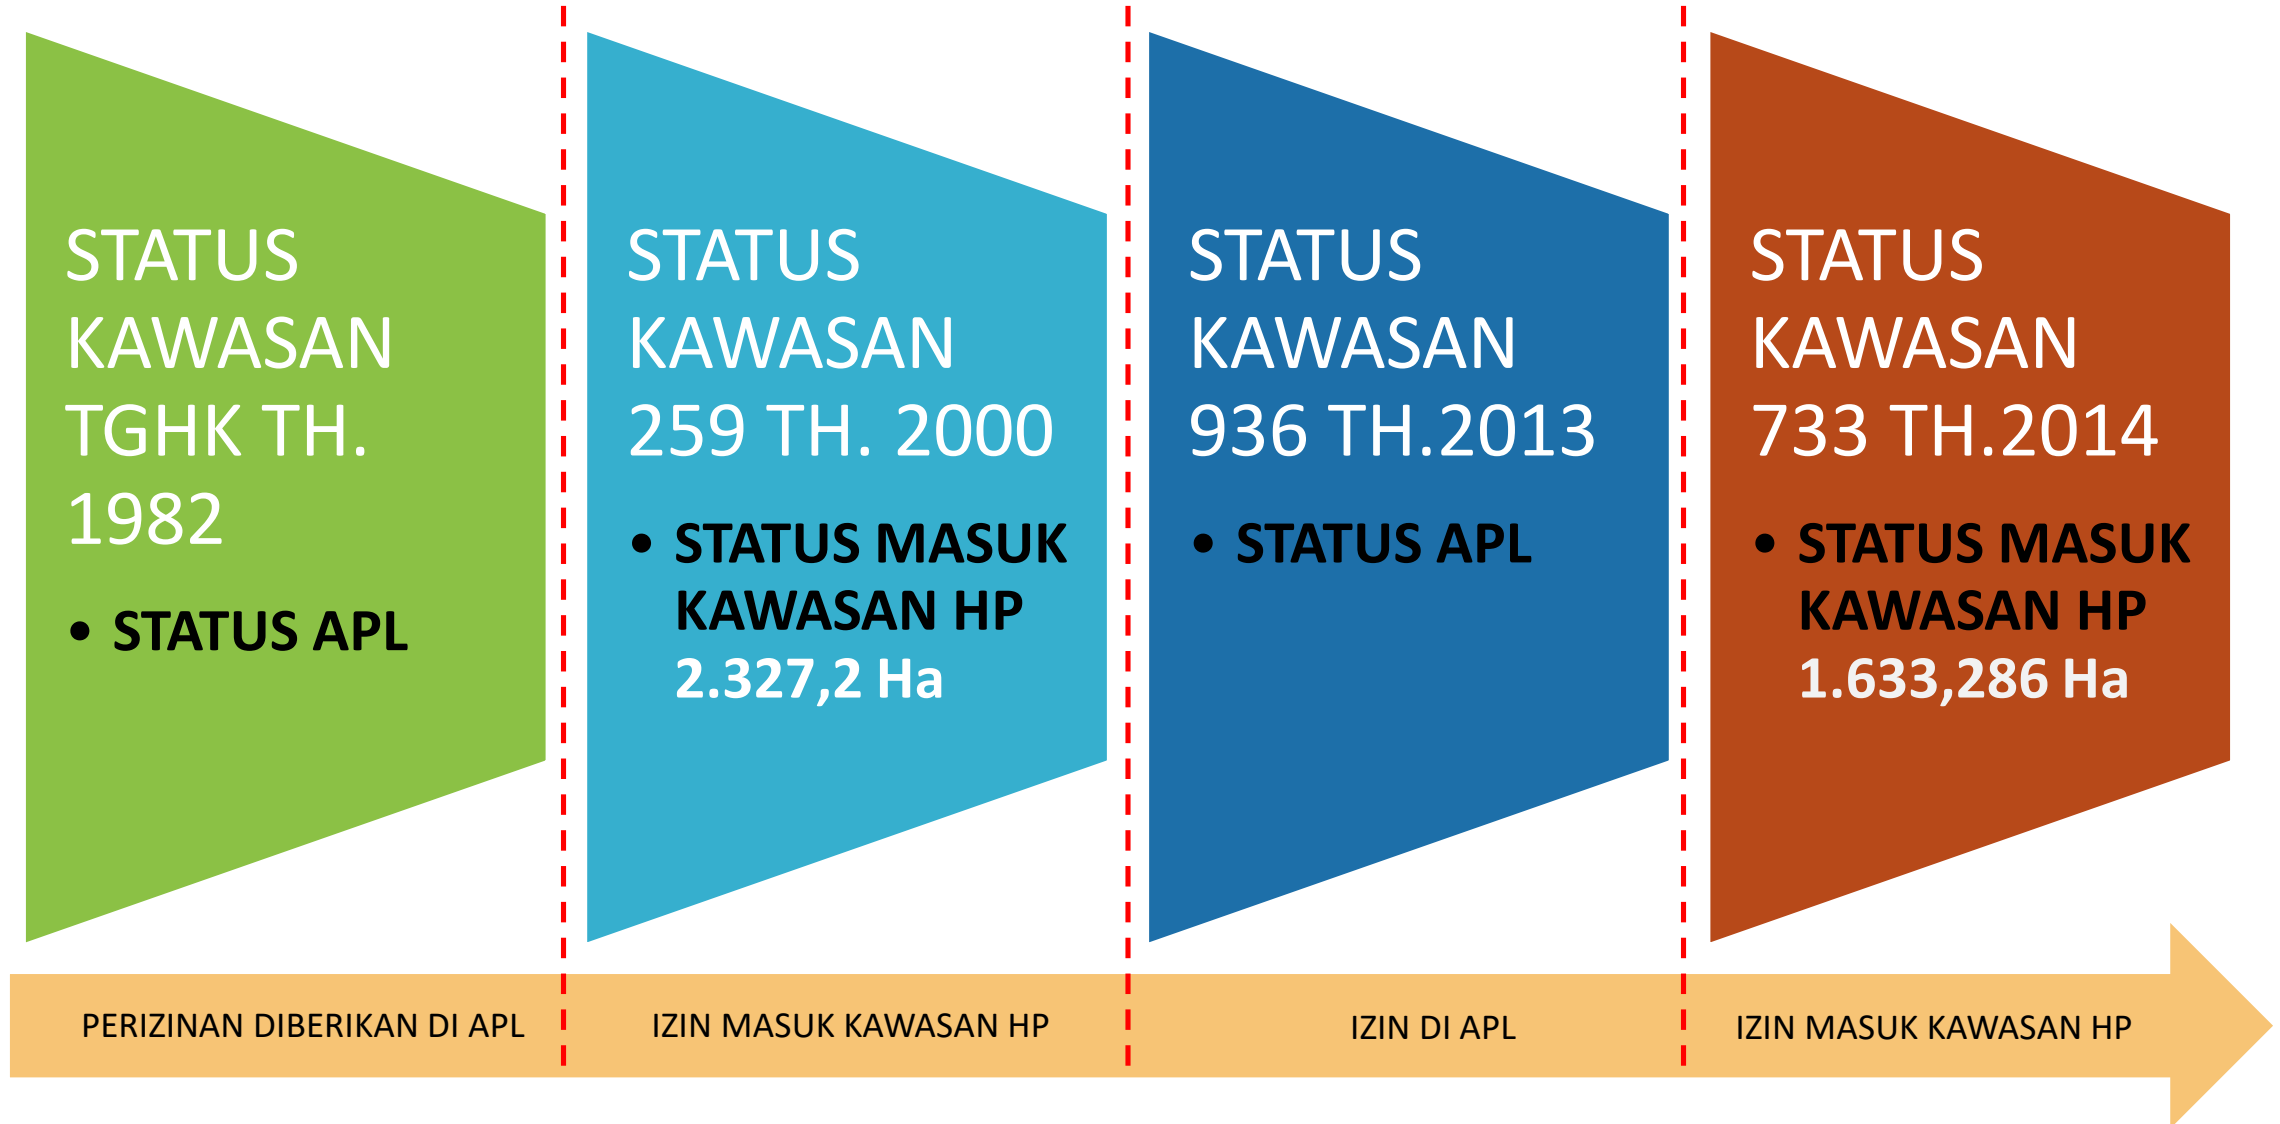 STATUS
KAWASAN
TGHK TH.
1982
• STATUS APL
STATUS
KAWASAN
259 TH. 2000
• STATUS MASUK
KAWASAN HP
2.327,2 Ha
STATUS
KAWASAN
936 TH.2013
• STATUS APL
STATUS
KAWASAN
733 TH.2014
• STATUS MASUK
KAWASAN HP
1.633,286 Ha
PERIZINAN DIBERIKAN DI APL
IZIN MASUK KAWASAN HP
IZIN DI APL
IZIN MASUK KAWASAN HP